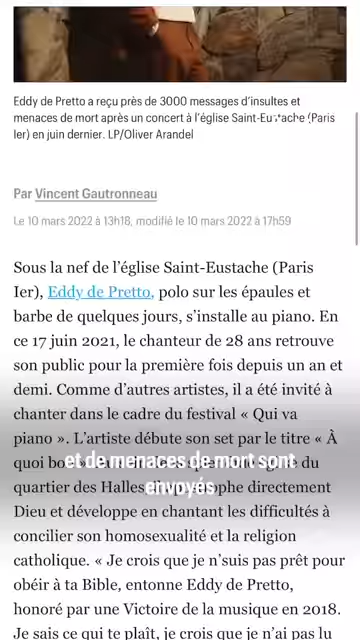 Eddy de Pretto a reçu près de 3000 messages d'insultes et
menaces de mort après un concert à l'église Saint-Eustache (Paris
Ier) en juin dernier. LP/Oliver Arandel
Par Vincent Gautronneau
Le 10 mars 2022 à 13h18, modifié le 10 mars 2022 à 17h59
Sous la nef de l'église Saint-Eustache (Paris
Ier), Eddy de Pretto, polo sur les épaules et
barbe de quelques jours, s'installe au piano. En
ce 17 juin 2021, le chanteur de 28 ans retrouve
son public pour la première fois depuis un an et
demi. Comme d'autres artistes, il a été invité à
chanter dans le cadre du festival « Qui va
piano ». L'artiste débute son set par le titre « À
quoi bon ».
du
et de menaces de mort sont
quartier des Halles
directement
envoyés
Dieu et développe en chantant les difficultés à
concilier son homosexualité et la religion
catholique. « Je crois que je n'suis pas prêt pour
obéir à ta Bible, entonne Eddy de Pretto,
honoré par une Victoire de la musique en 2018.
Je sais ce qui te plaît, je crois que je n'ai pas lu